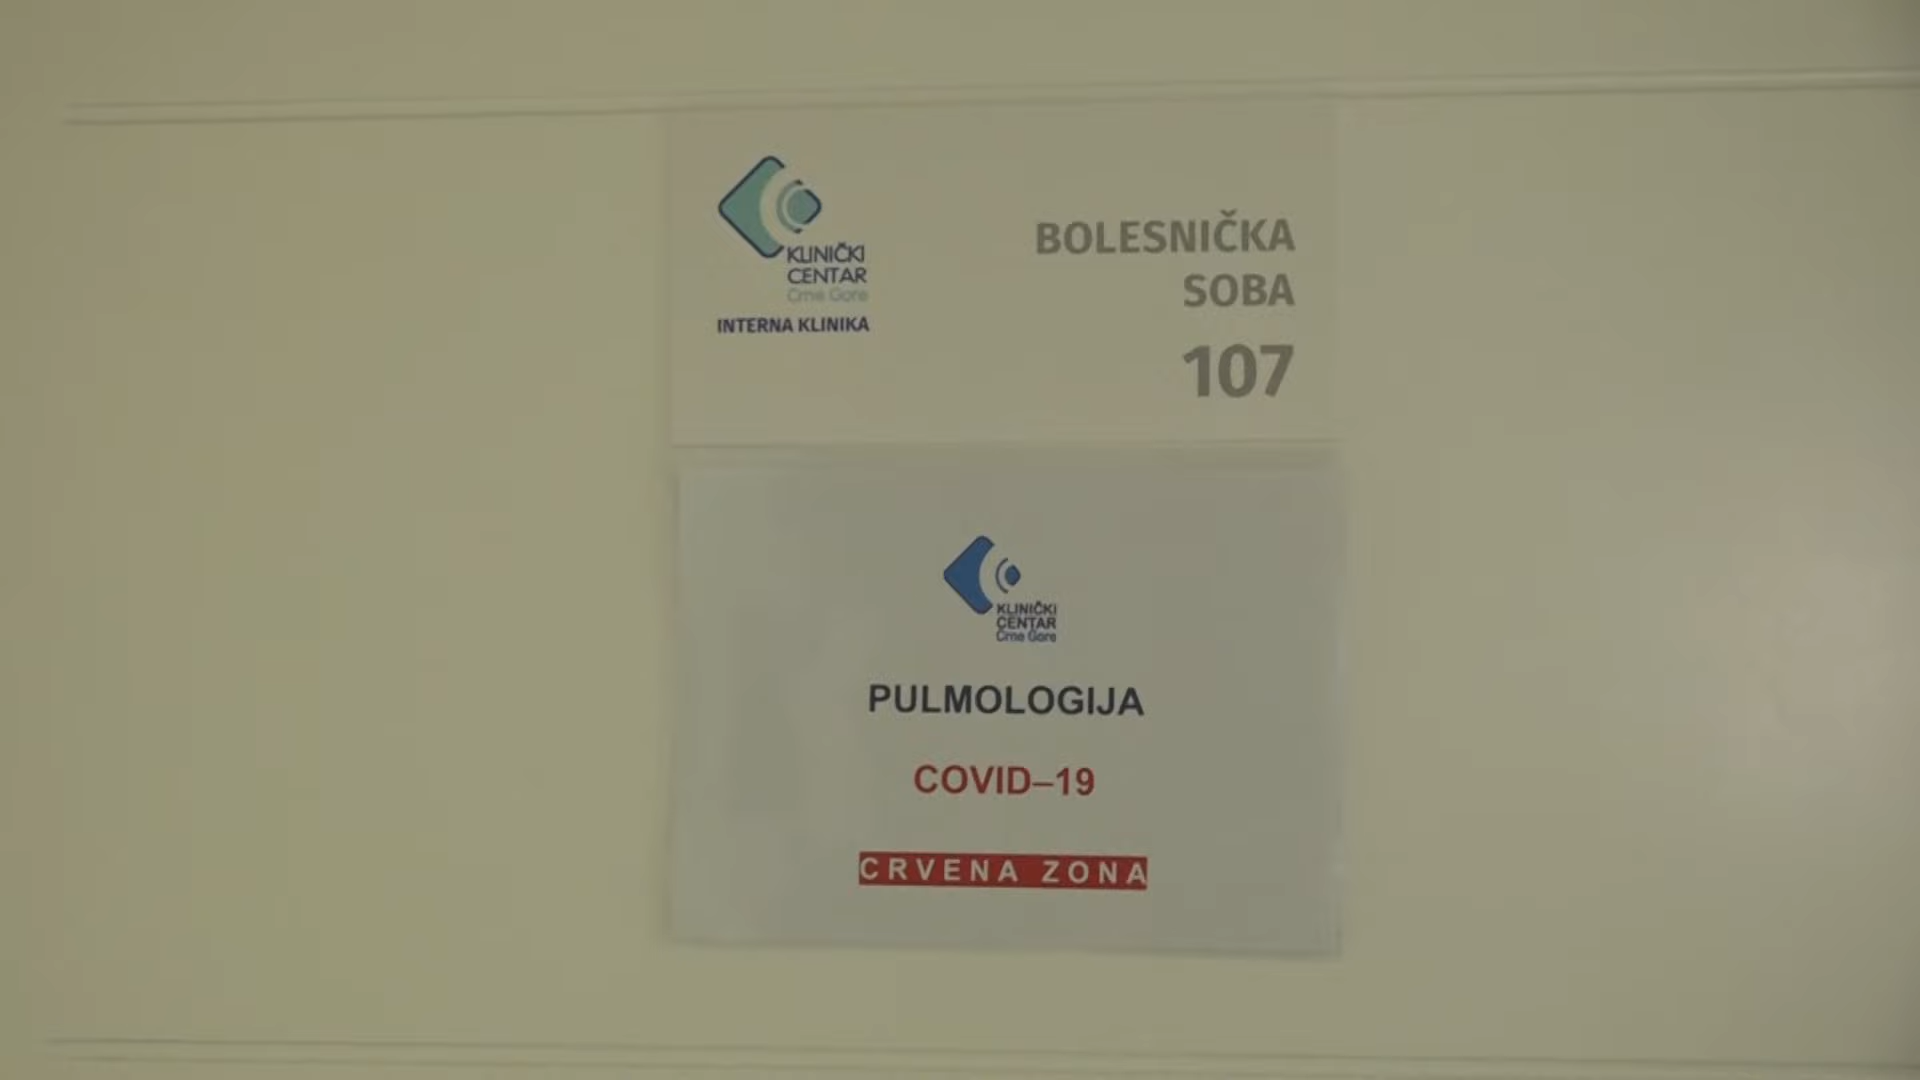 KLINIČKI
CENTAR
Crne Gore
INTERNA KLINIKA
BOLESNIČKA
SOBA
107
KLINIČKI
CENTAR
Crne Gore
PULMOLOGIJA
COVID–19
CRVENA ZONA